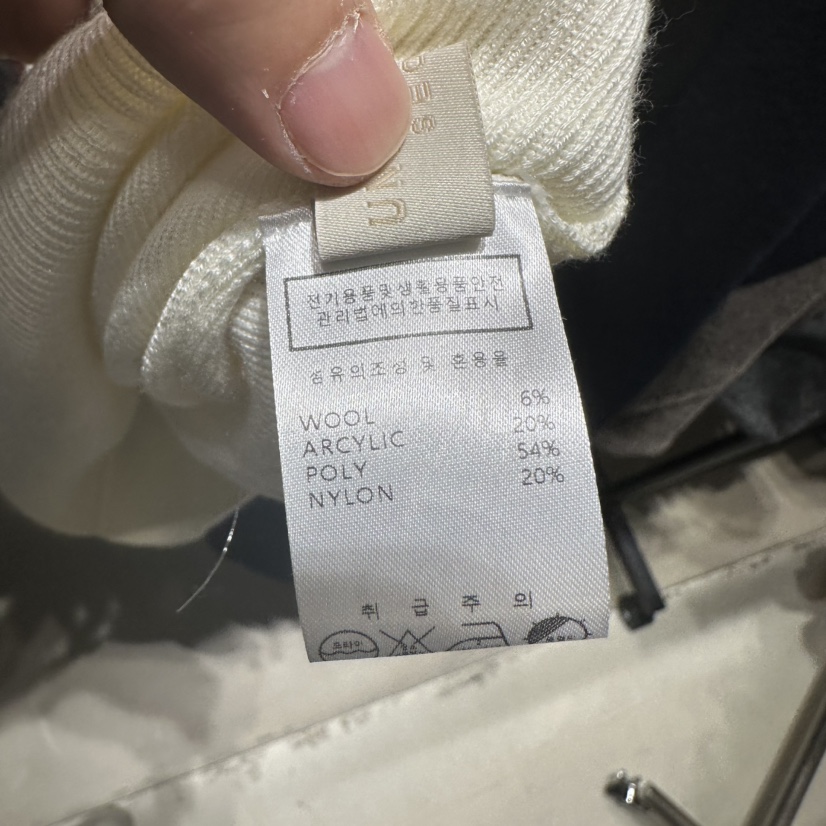 전기용품및생활용품안전
관리법에의한품질표시
섬유의조성 및 혼용율
WOOL 6%
ARCYLIC 20%
POLY 54%
NYLON 20%
취 급 주 의